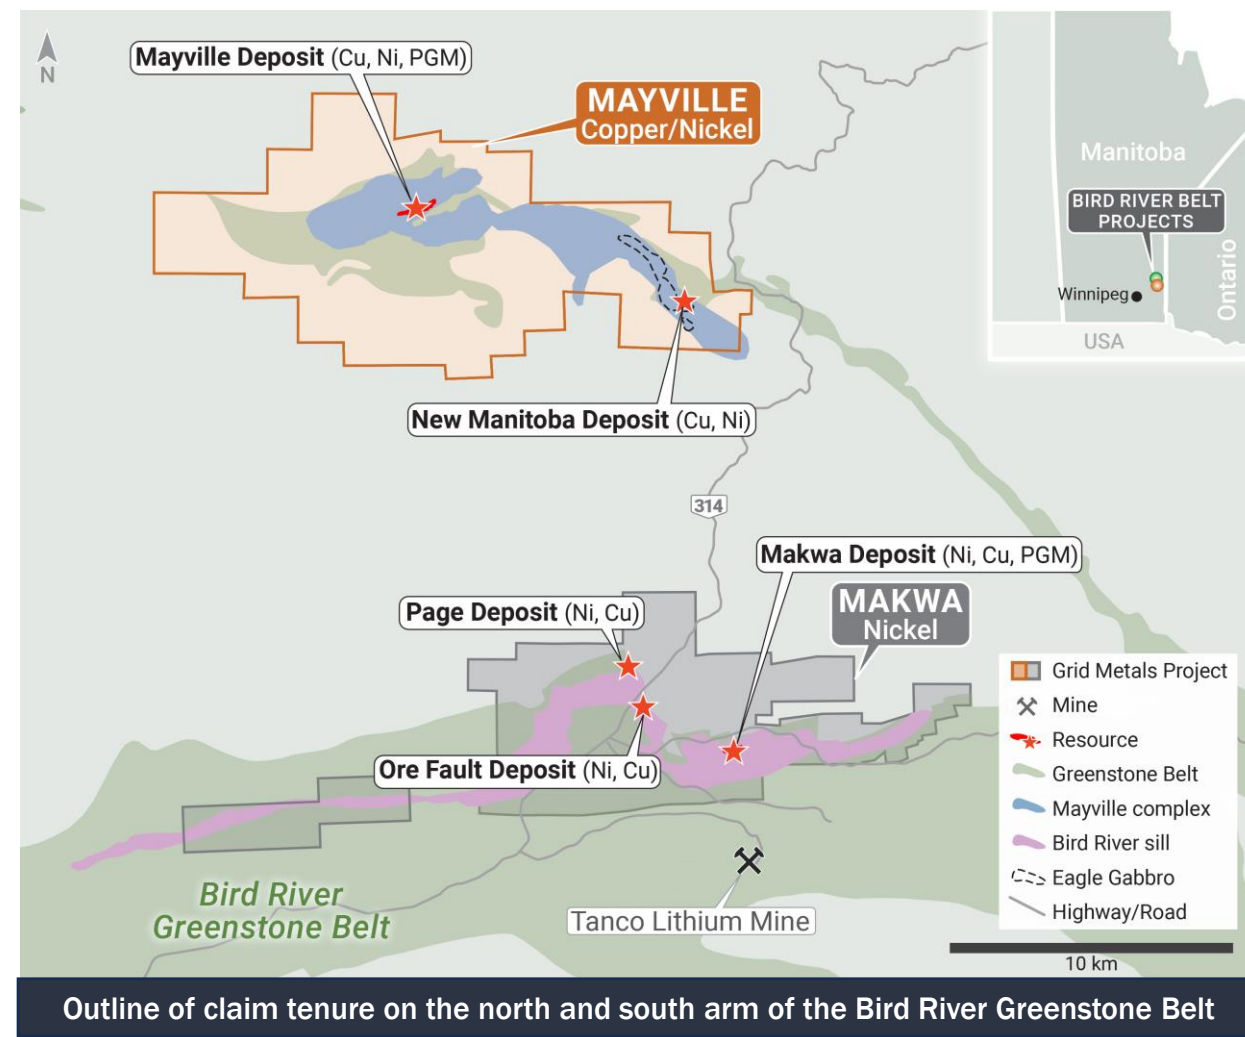 N
Mayville Deposit (Cu, Ni, PGM)
MAYVILLE
Copper/Nickel
Manitoba
BIRD RIVER BELT
PROJECTS
Ontario
Winnipeg
USA
New Manitoba Deposit (Cu, Ni)
314
Makwa Deposit (Ni, Cu, PGM)
MAKWA
Nickel
Page Deposit (Ni, Cu)
Ore Fault Deposit (Ni, Cu)
Grid Metals Project
Mine
Resource
Greenstone Belt
Mayville complex
Bird River sill
Eagle Gabbro
Highway/Road
Bird River
Greenstone Belt
Tanco Lithium Mine
10 km
Outline of claim tenure on the north and south arm of the Bird River Greenstone Belt